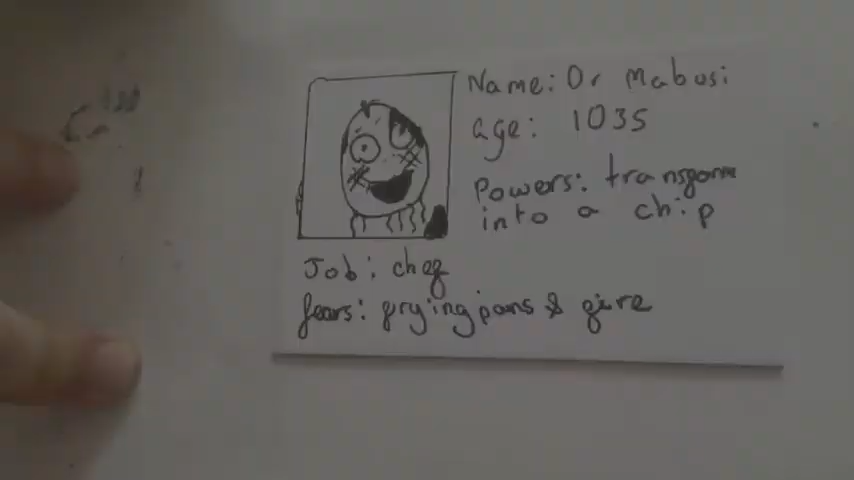 Name: Dr Mabusi
age: 1035
Powers: transform
into a chip
Job: chef
fears: frying pans & fire